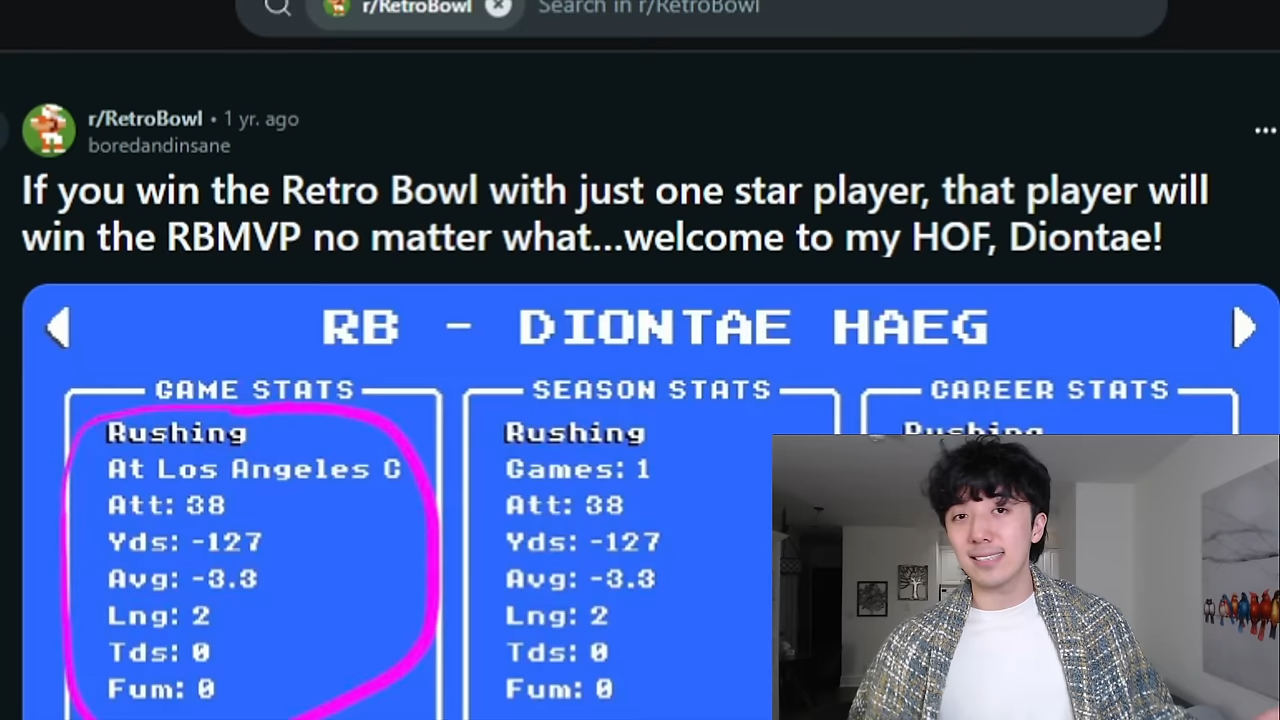 r/RetroBowl
Search in r/RetroBowl
r/RetroBowl • 1 yr. ago
boredandinsane
If you win the Retro Bowl with just one star player, that player will
win the RBMVP no matter what...welcome to my HOF, Diontae!
RB - DIONTAE HAEG
GAME STATS
Rushing
At Los Angeles C
Att: 38
Yds: -127
Avg: -3.3
Lng: 2
Tds: 0
Fum: 0
SEASON STATS
Rushing
Games: 1
Att: 38
Yds: -127
Avg: -3.3
Lng: 2
Tds: 0
Fum: 0
CAREER STATS
Rushing